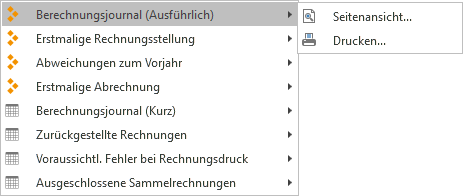 Berechnungsjournal (Ausführlich)
Erstmalige Rechnungsstellung
Abweichungen zum Vorjahr
Erstmalige Abrechnung
Berechnungsjournal (Kurz)
Zurückgestellte Rechnungen
Voraussichtl. Fehler bei Rechnungsdruck
Ausgeschlossene Sammelrechnungen
Seitenansicht...
Drucken...